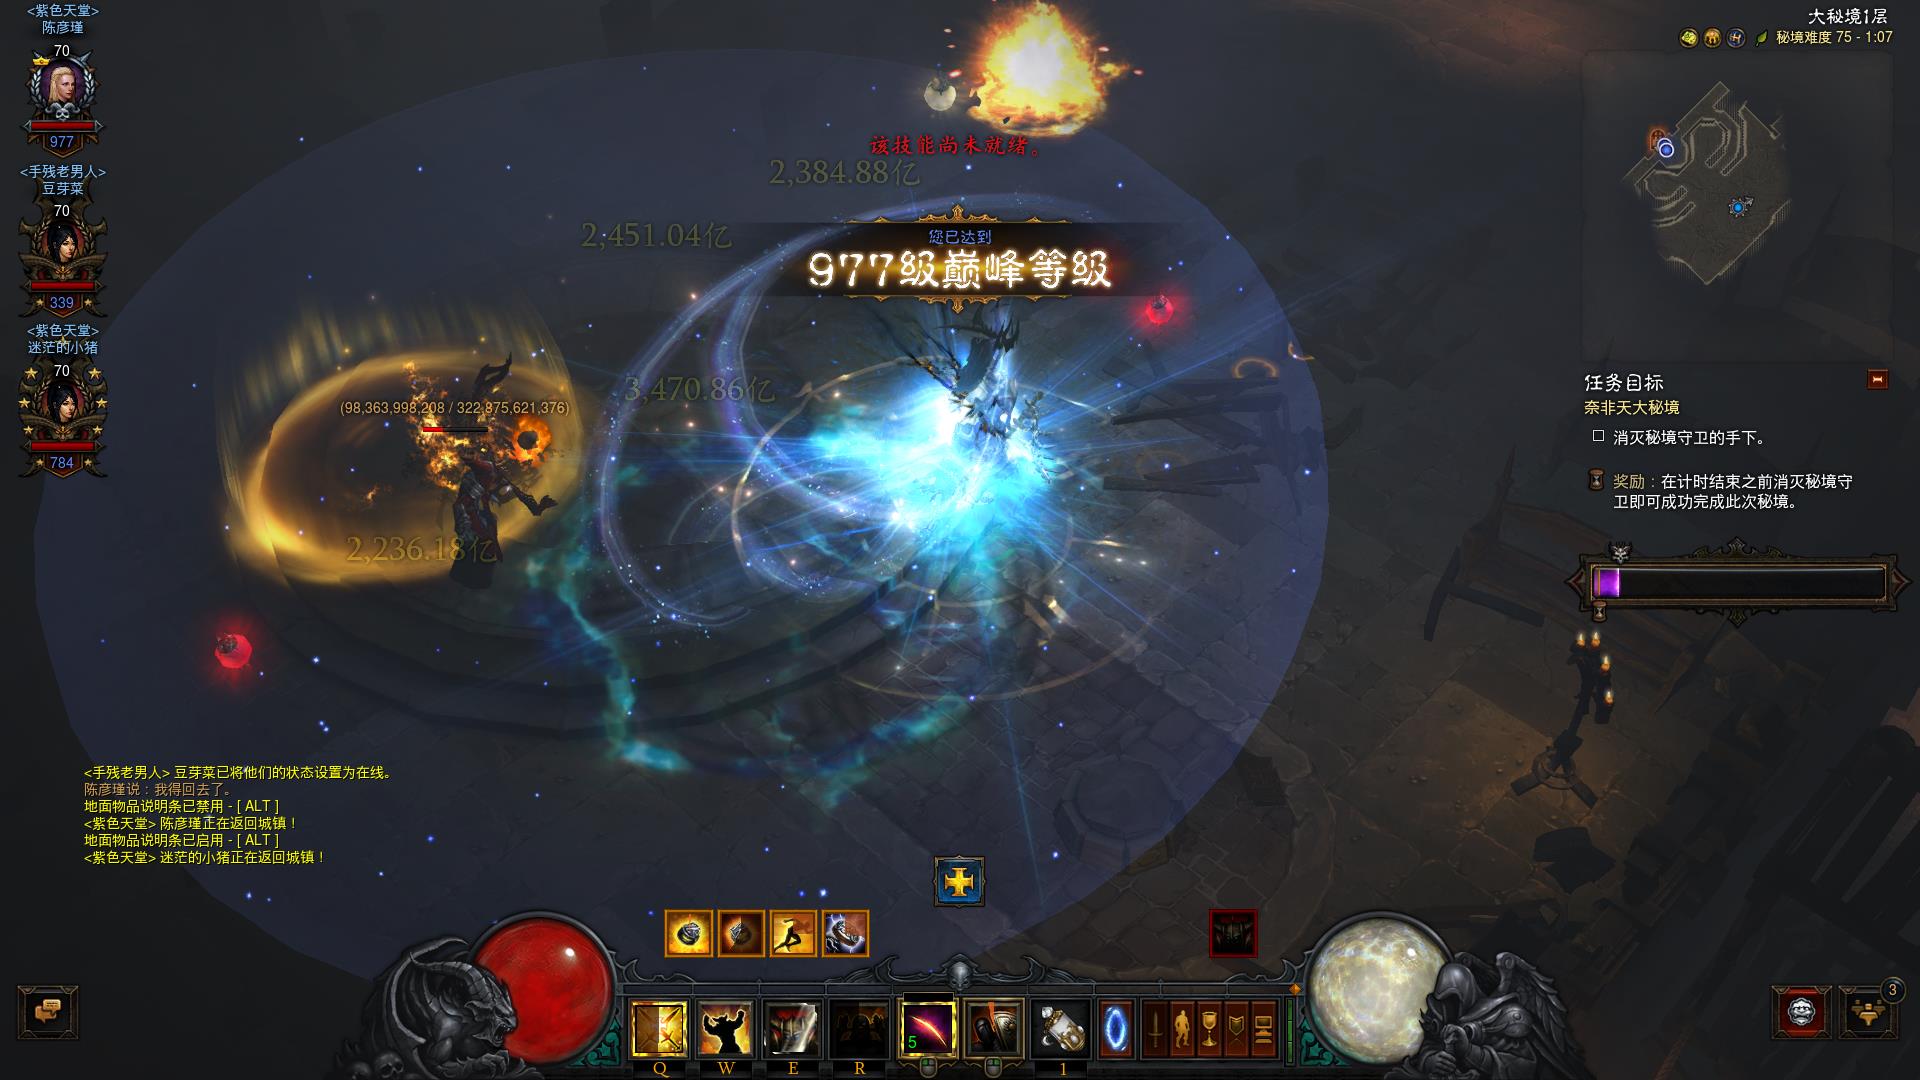 <紫色天堂>
陈彦瑾
70
977
<手残老男人>
豆芽菜
70
339
<紫色天堂>
迷茫的小猪
70
784
大秘境1层
秘境难度 75 - 1:07
该技能尚未就绪。
2,384.88亿
2,451.04亿
您已达到
977级巅峰等级
3,470.86亿
(98,363,998,208 / 322,875,621,376)
2,236.18亿
任务目标
奈非天大秘境
消灭秘境守卫的手下。
奖励：在计时结束之前消灭秘境守
卫即可成功完成此次秘境。
<手残老男人> 豆芽菜已将他们的状态设置为在线。
陈彦瑾说：我得回去了。
地面物品说明条已禁用 - [ ALT ]
<紫色天堂> 陈彦瑾正在返回城镇！
地面物品说明条已启用 - [ ALT ]
<紫色天堂> 迷茫的小猪正在返回城镇！
5
Q W E R 1
3